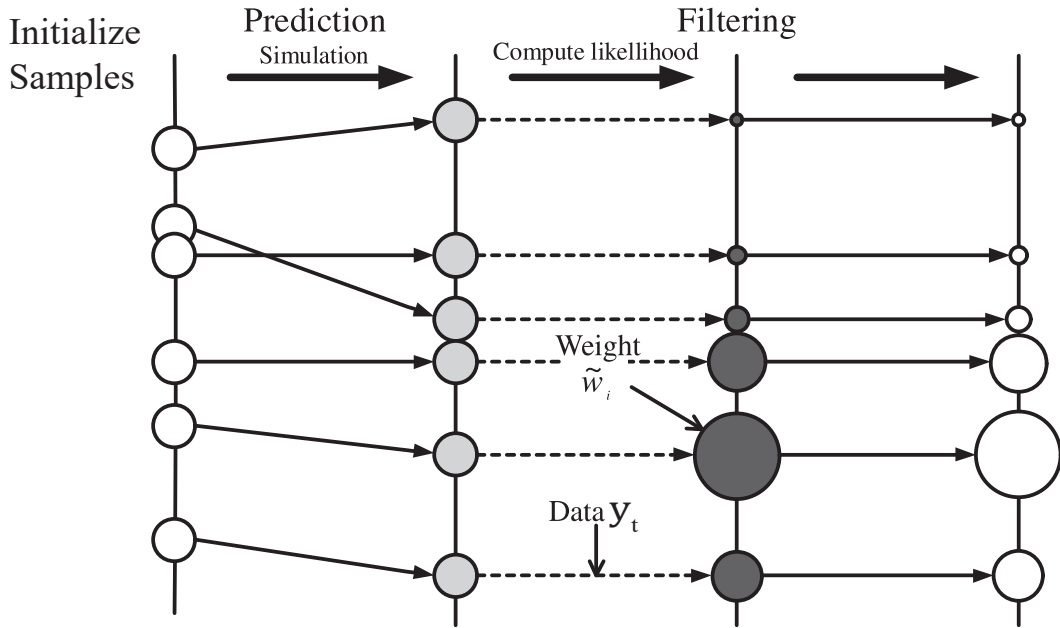 Initialize
Samples
Prediction
Simulation
Filtering
Compute likellihood
Weight
w̃ᵢ
Data yₜ